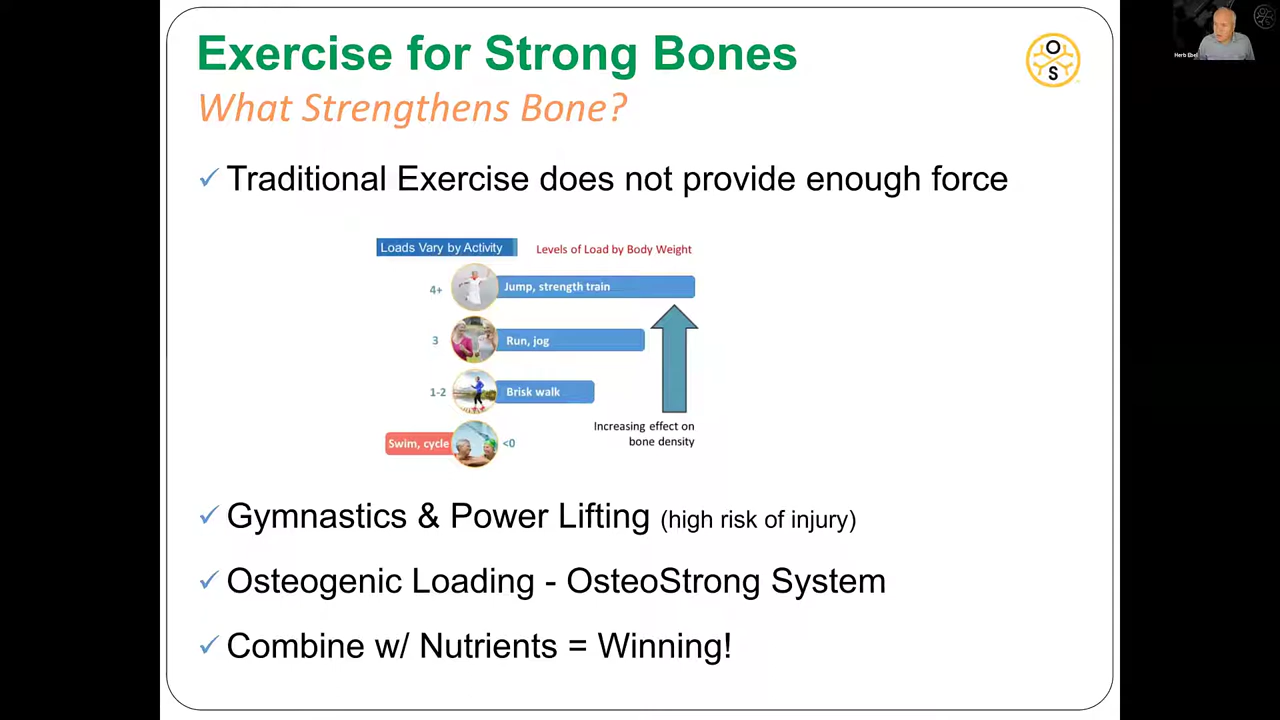 Exercise for Strong Bones
What Strengthens Bone?
O
S
Herb Ebel
✓ Traditional Exercise does not provide enough force
Loads Vary by Activity
Levels of Load by Body Weight
4+ Jump, strength train
3 Run, jog
1-2 Brisk walk
Swim, cycle <0
Increasing effect on
bone density
✓ Gymnastics & Power Lifting (high risk of injury)
✓ Osteogenic Loading - OsteoStrong System
✓ Combine w/ Nutrients = Winning!